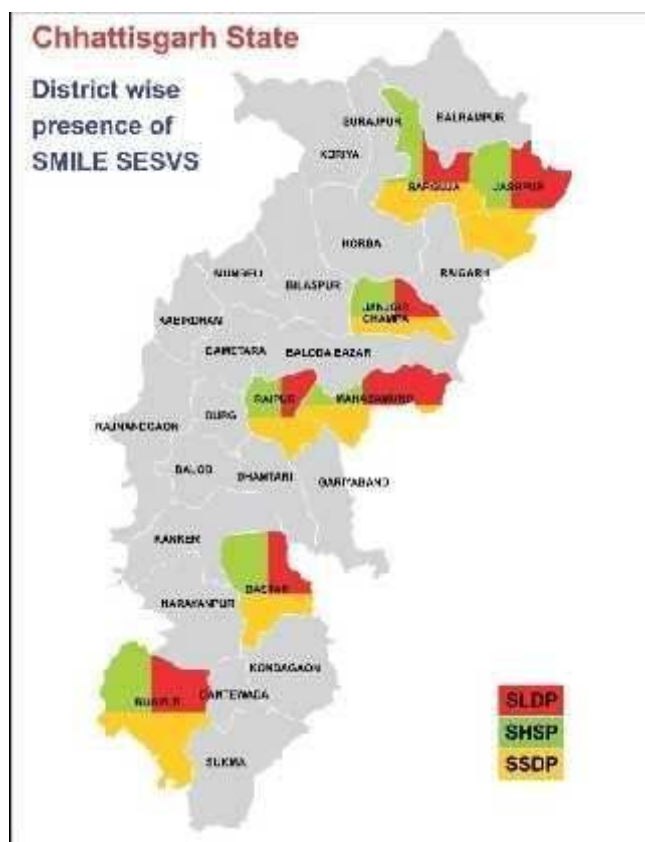 Chhattisgarh State
District wise
presence of
SMILE SESVS
SURAJPUR
BALRAMPUR
KORIYA
SARGUJA
JASHPUR
KORBA
RAIGARH
MUNGELI
BILASPUR
JANJGIR
CHAMPA
KABIRDHAM
BALODA BAZAR
RAIPUR
MAHASAMUND
DURG
RAJNANDGAON
BALOD
DHAMTARI
GARIYABAND
KANKER
BASTAR
NARAYANPUR
KONDAGAON
BIJAPUR
DANTEWADA
SUKMA
SLDP
SHSP
SSDP